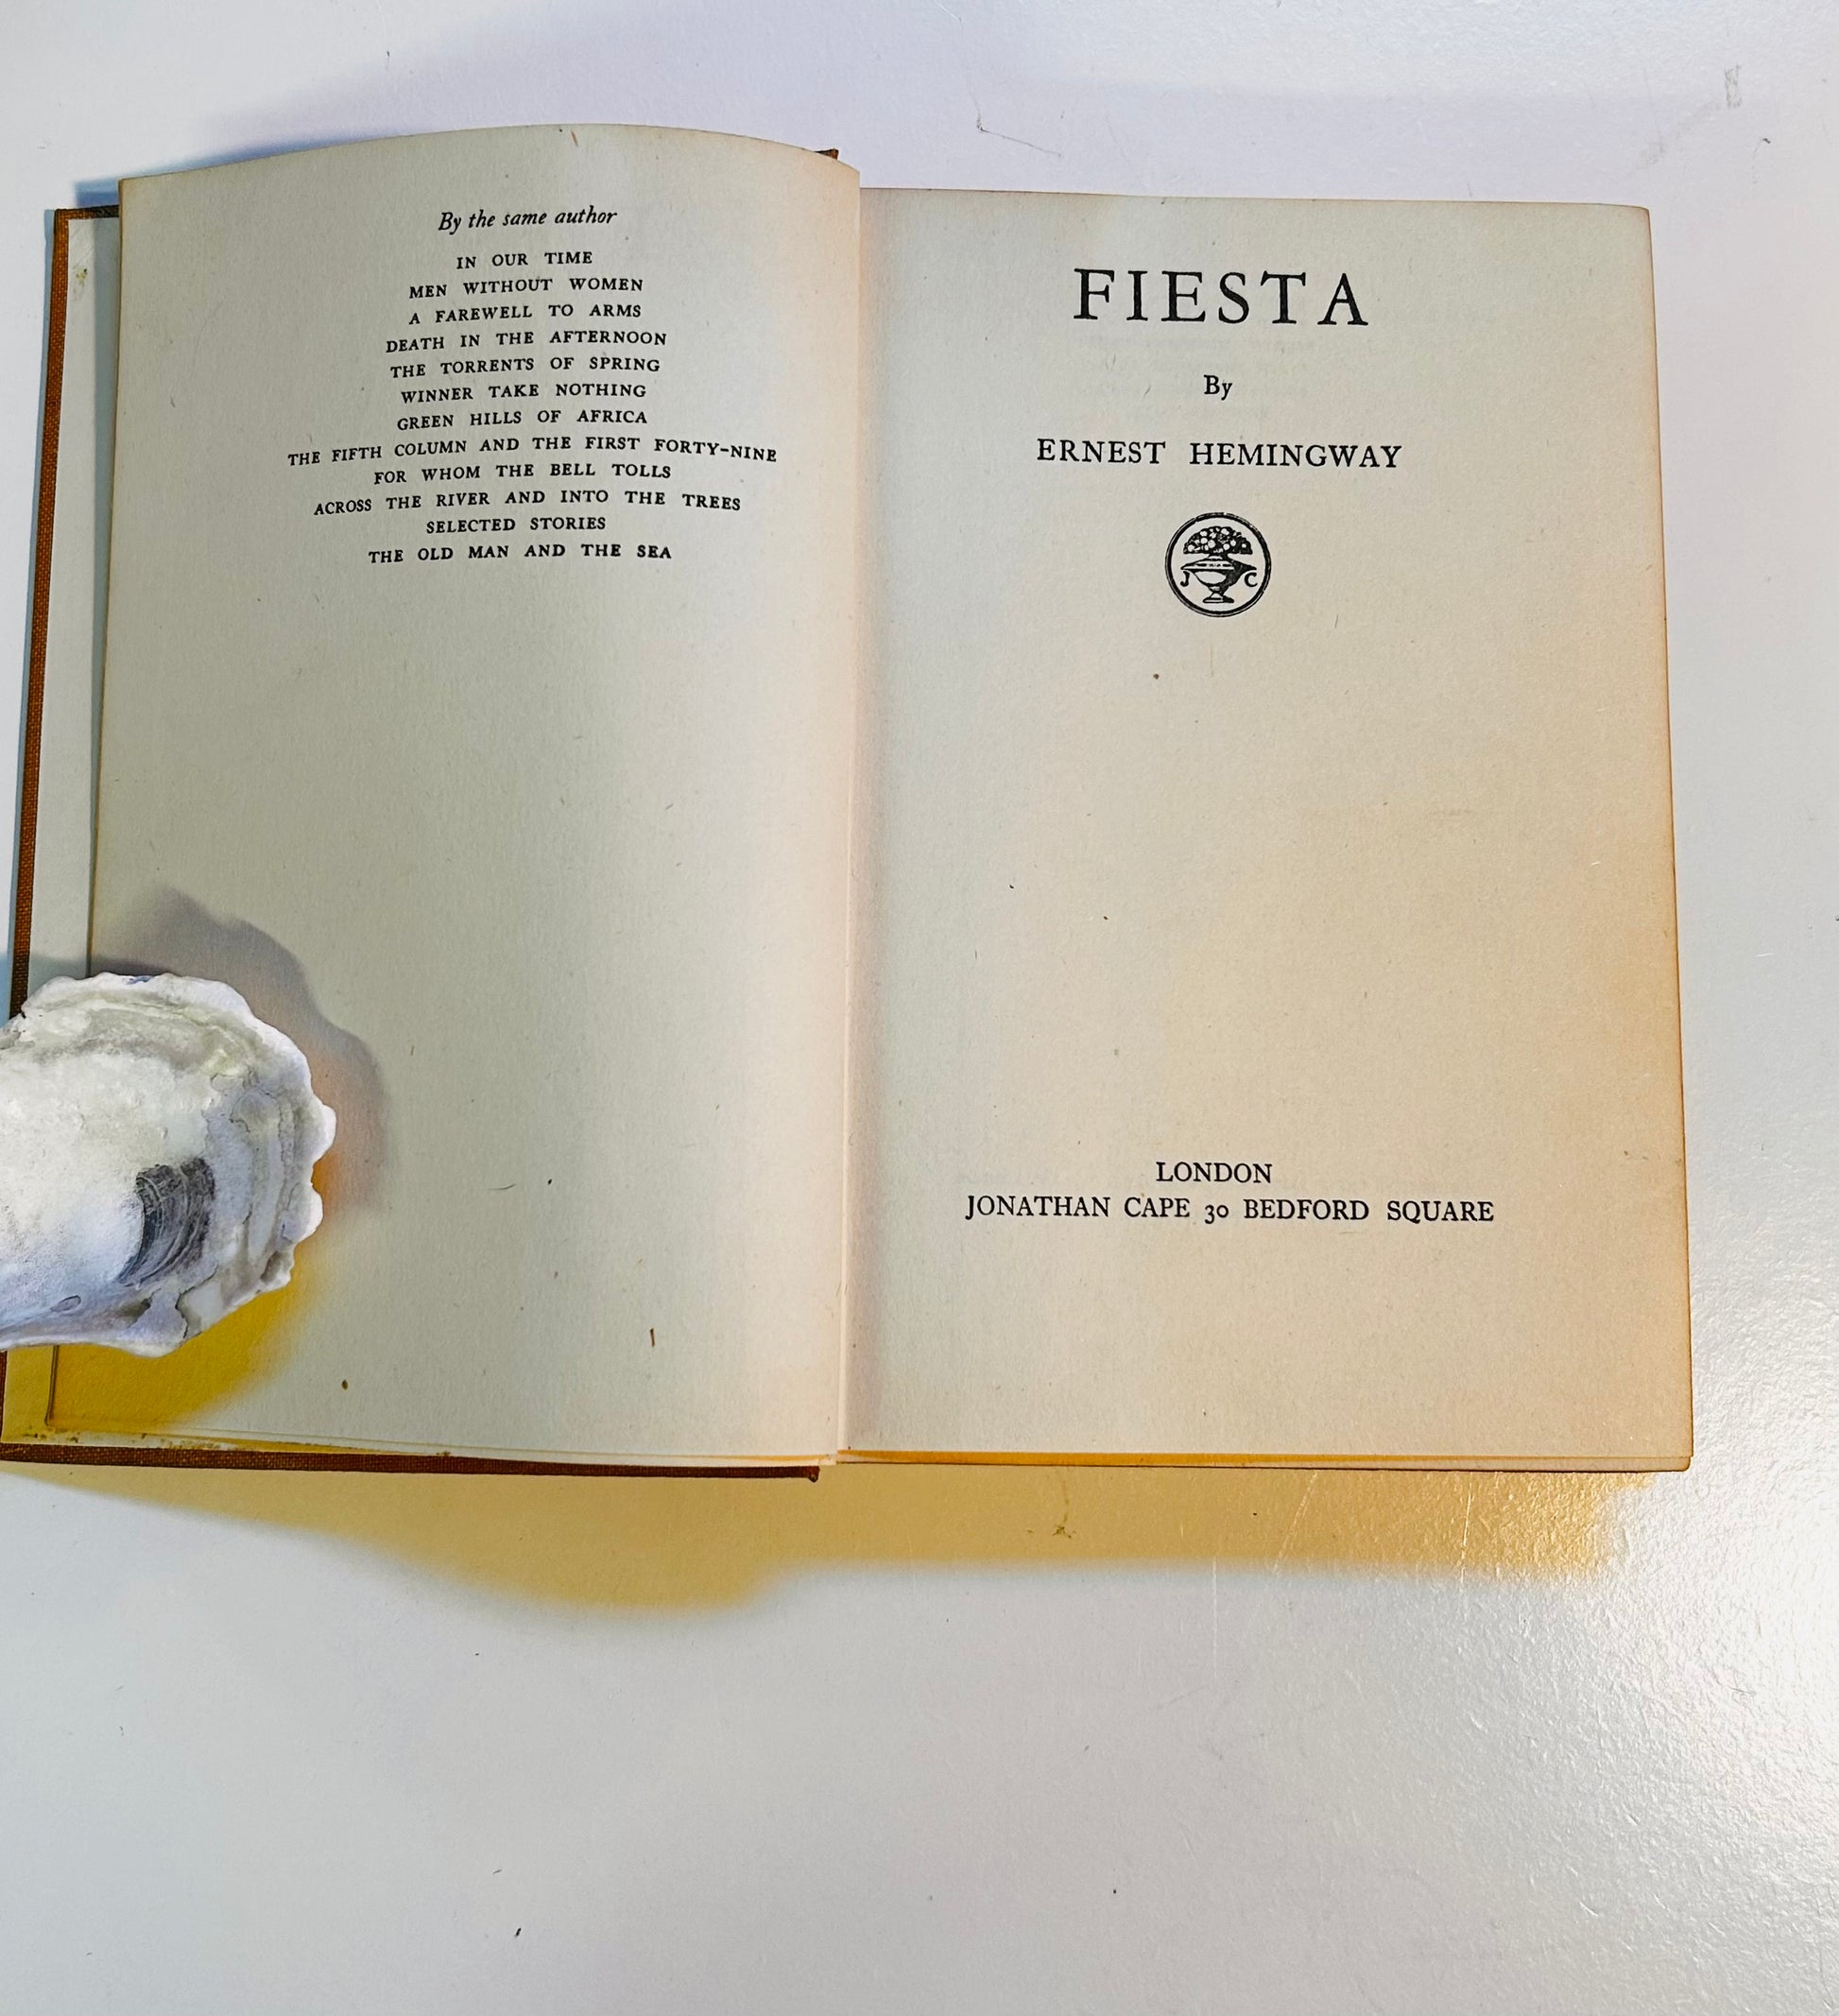 By the same author
IN OUR TIME
MEN WITHOUT WOMEN
A FAREWELL TO ARMS
DEATH IN THE AFTERNOON
THE TORRENTS OF SPRING
WINNER TAKE NOTHING
GREEN HILLS OF AFRICA
THE FIFTH COLUMN AND THE FIRST FORTY-NINE
FOR WHOM THE BELL TOLLS
ACROSS THE RIVER AND INTO THE TREES
SELECTED STORIES
THE OLD MAN AND THE SEA
FIESTA
By
ERNEST HEMINGWAY
J C
LONDON
JONATHAN CAPE 30 BEDFORD SQUARE